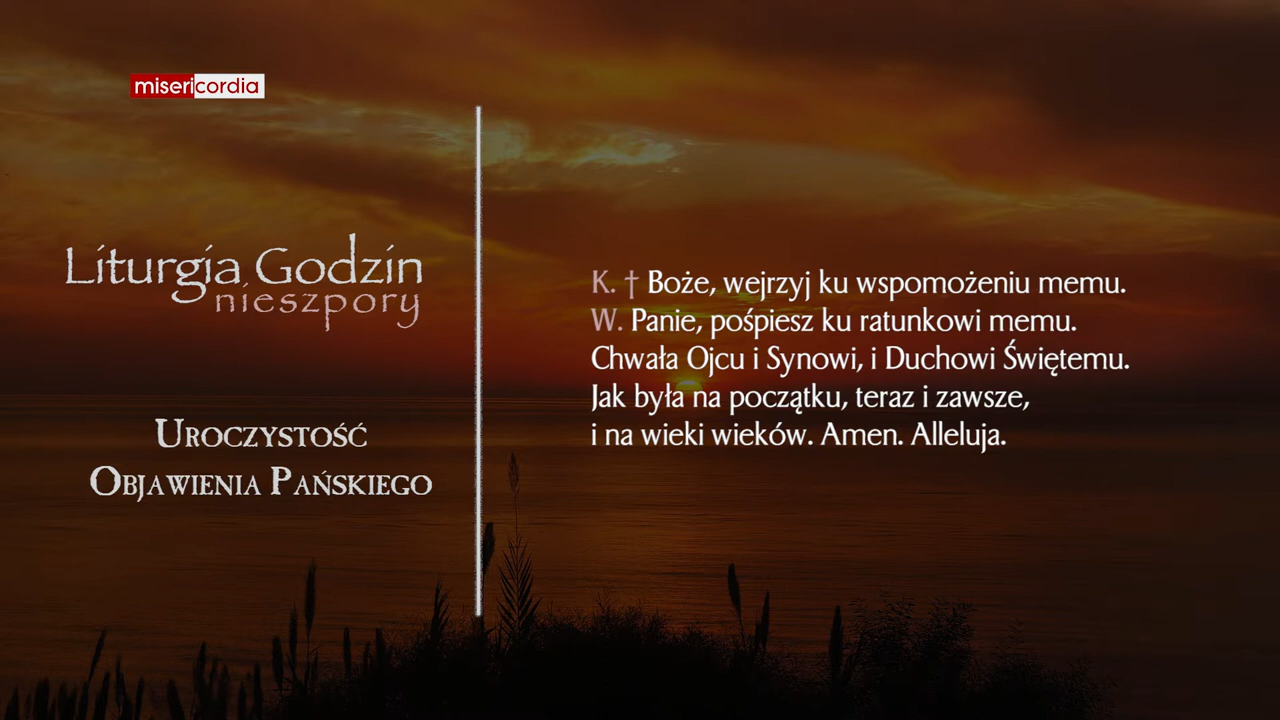 misericordia
Liturgia Godzin
nieszpory
Uroczystość
Objawienia Pańskiego
K. † Boże, wejrzyj ku wspomożeniu memu.
W. Panie, pośpiesz ku ratunkowi memu.
Chwała Ojcu i Synowi, i Duchowi Świętemu.
Jak była na początku, teraz i zawsze,
i na wieki wieków. Amen. Alleluja.